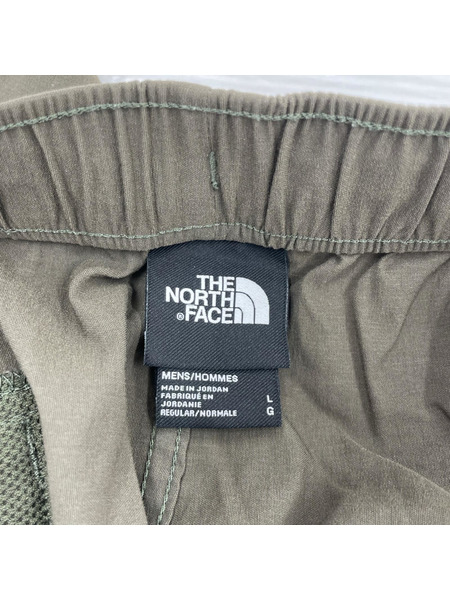 THE
NORTH
®FACE
MENS/HOMMES
MADE IN JORDAN
FABRIQUÉ EN
JORDANIE
REGULAR/NORMALE
L
G